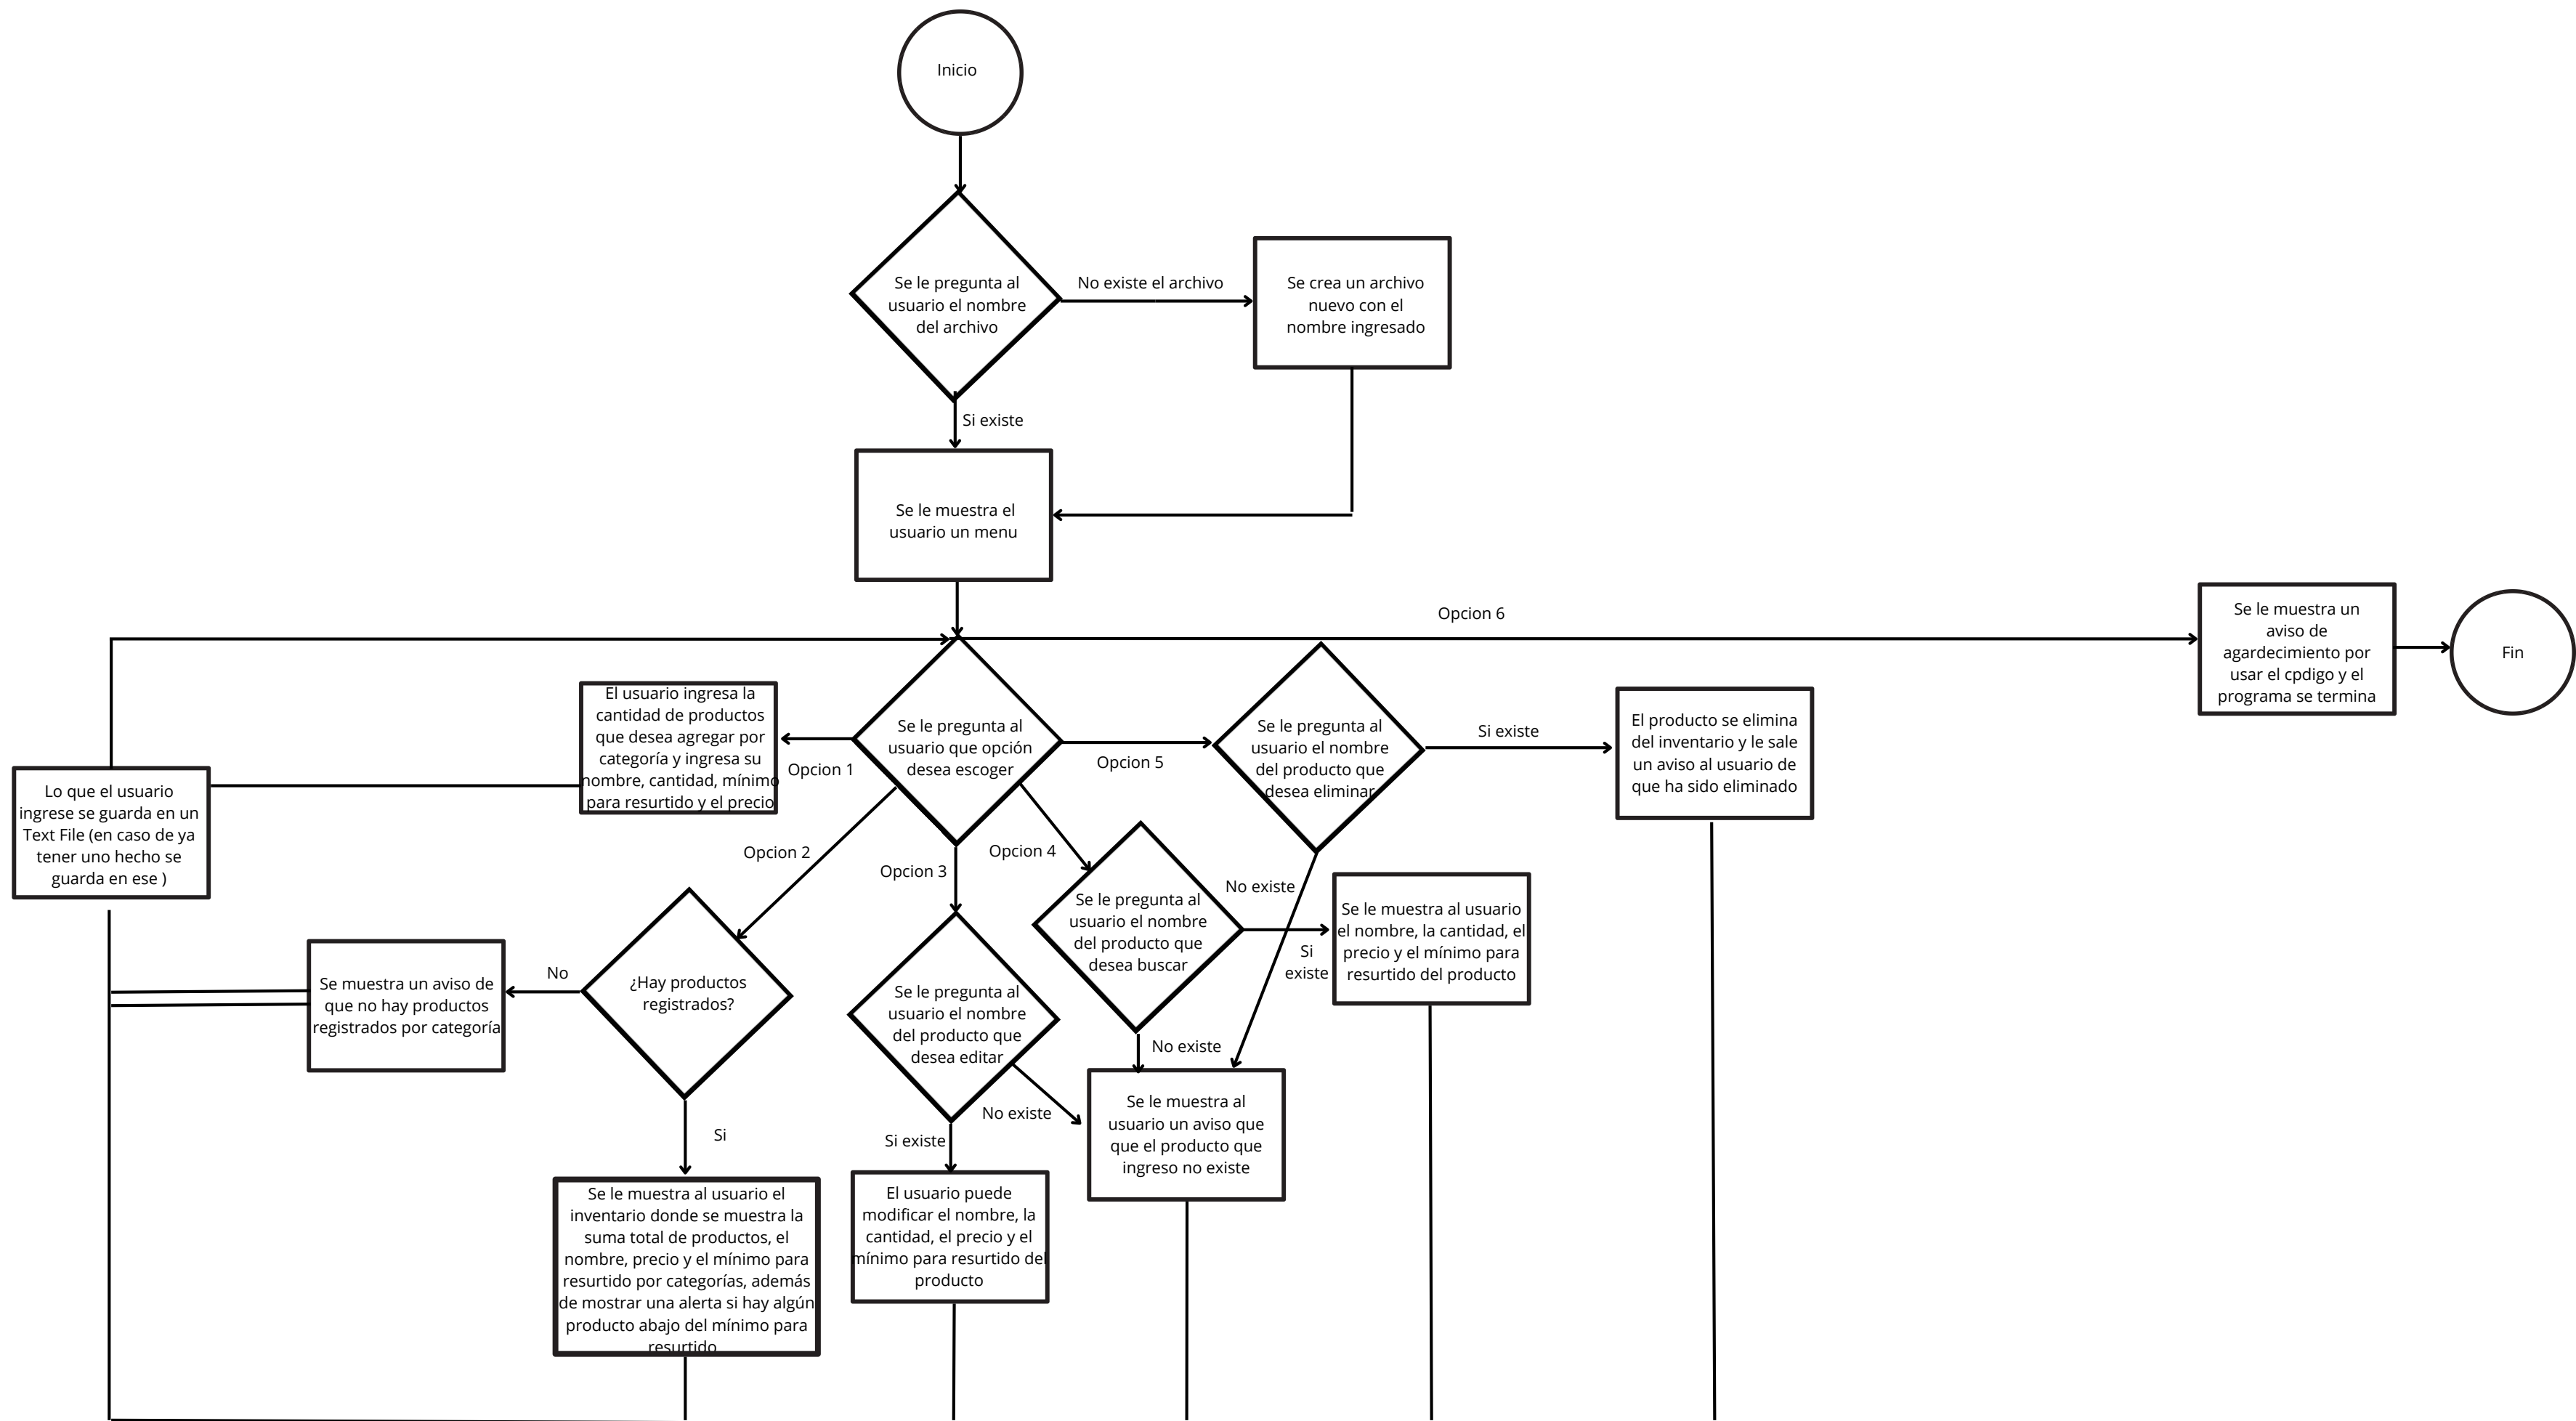 Inicio
Se le pregunta al
usuario el nombre
del archivo
No existe el archivo
Se crea un archivo
nuevo con el
nombre ingresado
Si existe
Se le muestra el
usuario un menu
Opcion 6
Se le muestra un
aviso de
agardecimiento por
usar el cpdigo y el
programa se termina
Fin
El usuario ingresa la
cantidad de productos
que desea agregar por
categoría y ingresa su
nombre, cantidad, mínimo
para resurtido y el precio
Opcion 1
Se le pregunta al
usuario que opción
desea escoger
Opcion 5
Se le pregunta al
usuario el nombre
del producto que
desea eliminar
Si existe
El producto se elimina
del inventario y le sale
un aviso al usuario de
que ha sido eliminado
Lo que el usuario
ingrese se guarda en un
Text File (en caso de ya
tener uno hecho se
guarda en ese )
Opcion 2
Opcion 3
Opcion 4
No existe
Se le pregunta al
usuario el nombre
del producto que
desea buscar
Si
existe
Se le muestra al usuario
el nombre, la cantidad, el
precio y el mínimo para
resurtido del producto
Se muestra un aviso de
que no hay productos
registrados por categoría
No
¿Hay productos
registrados?
Se le pregunta al
usuario el nombre
del producto que
desea editar
No existe
No existe
Se le muestra al
usuario un aviso que
que el producto que
ingreso no existe
Si
Si existe
Se le muestra al usuario el
inventario donde se muestra la
suma total de productos, el
nombre, precio y el mínimo para
resurtido por categorías, además
de mostrar una alerta si hay algún
producto abajo del mínimo para
resurtido
El usuario puede
modificar el nombre, la
cantidad, el precio y el
mínimo para resurtido del
producto